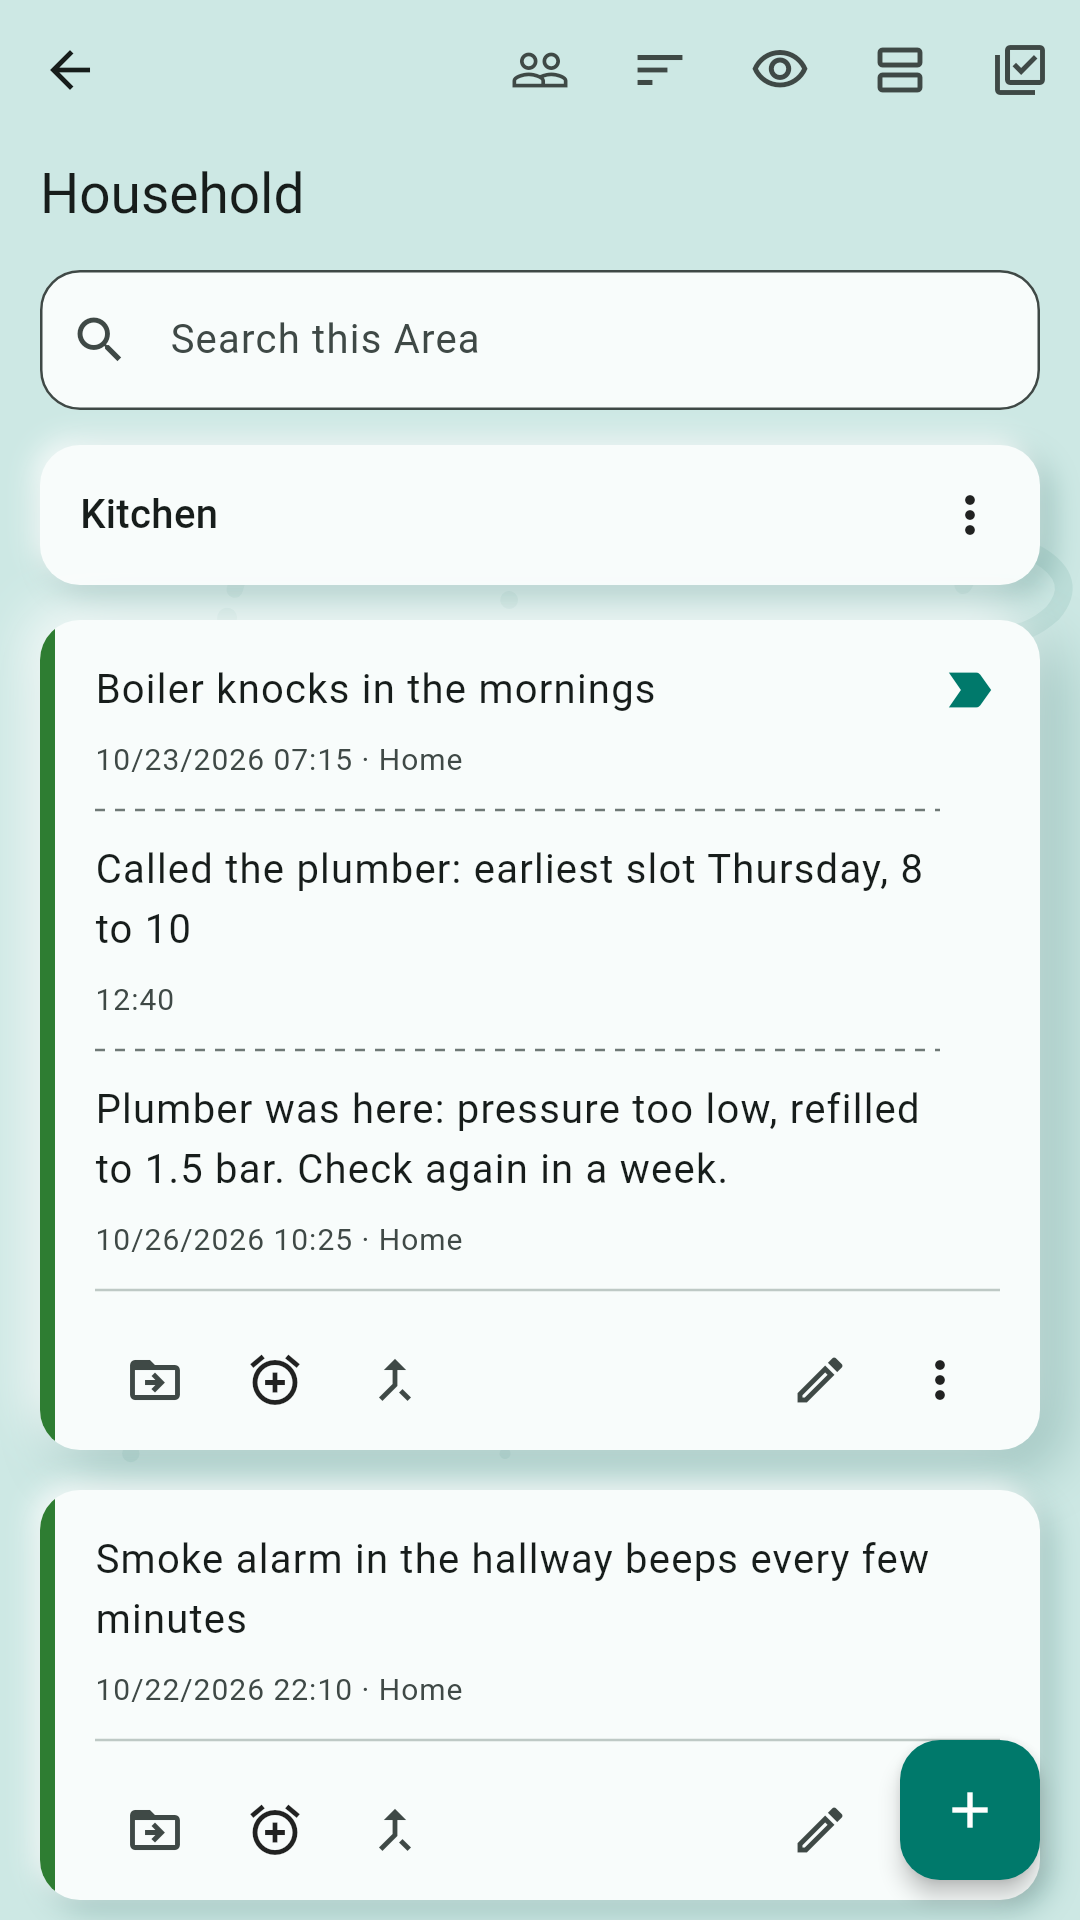 Household
Search this Area
Kitchen
Boiler knocks in the mornings
10/23/2026 07:15 · Home
Called the plumber: earliest slot Thursday, 8
to 10
12:40
Plumber was here: pressure too low, refilled
to 1.5 bar. Check again in a week.
10/26/2026 10:25 · Home
Smoke alarm in the hallway beeps every few
minutes
10/22/2026 22:10 · Home